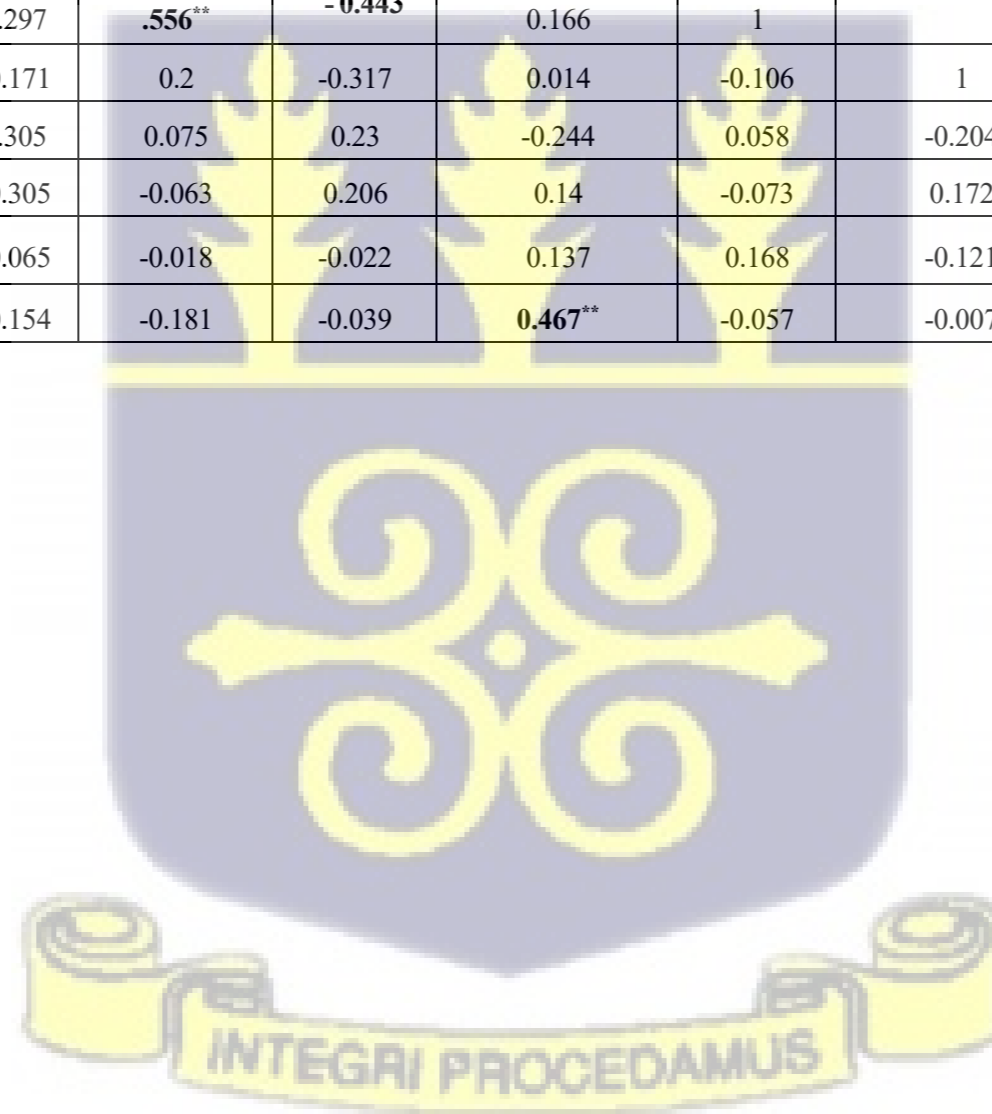 .297 .556** -0.443 0.166 1
.171 0.2 -0.317 0.014 -0.106 1
.305 0.075 0.23 -0.244 0.058 -0.204
.305 -0.063 0.206 0.14 -0.073 0.172
.065 -0.018 -0.022 0.137 0.168 -0.121
.154 -0.181 -0.039 0.467** -0.057 -0.007
INTEGRI PROCEDAMUS